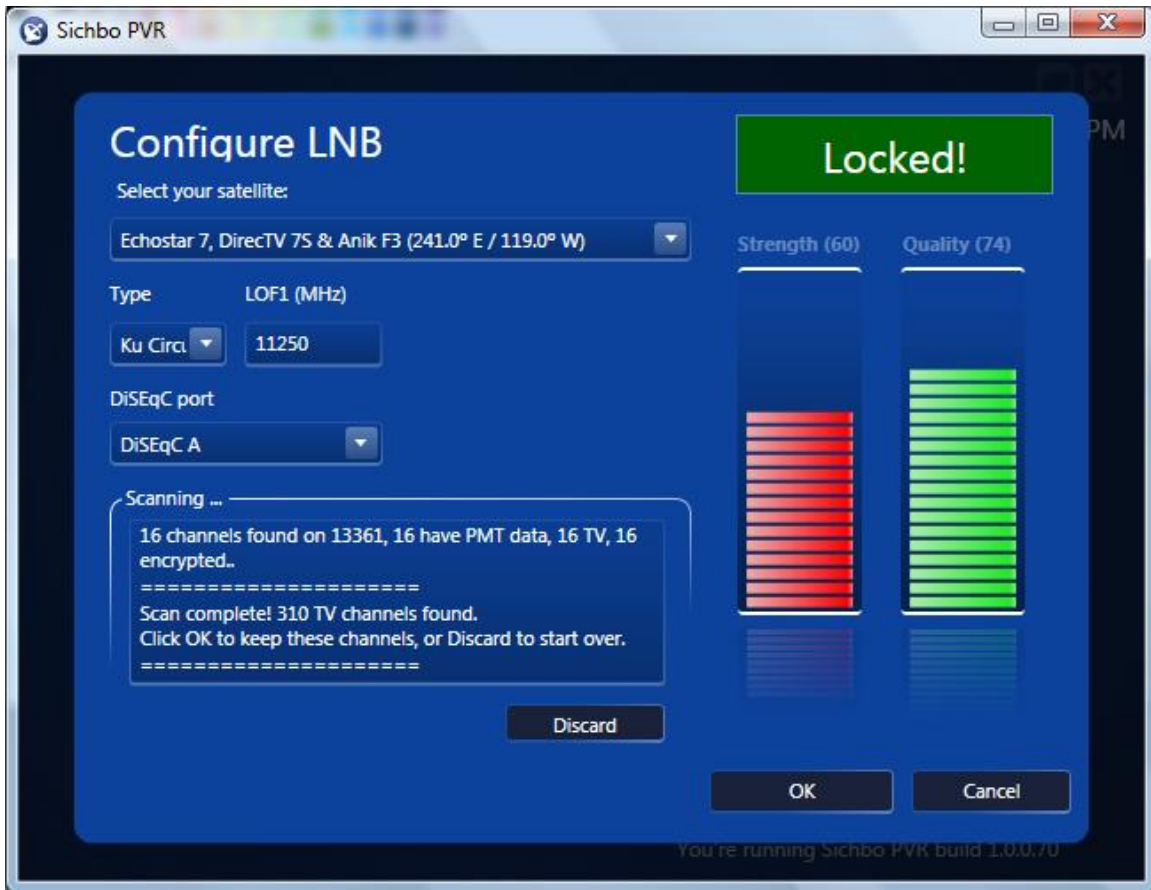 Sichbo PVR
PM
Configure LNB
Locked!
Select your satellite:
Echostar 7, DirecTV 7S & Anik F3 (241.0º E / 119.0º W)
Strength (60)
Quality (74)
Type
LOF1 (MHz)
Ku Circu
11250
DiSEqC port
DiSEqC A
Scanning ...
16 channels found on 13361, 16 have PMT data, 16 TV, 16
encrypted..
=====================
Scan complete! 310 TV channels found.
Click OK to keep these channels, or Discard to start over.
=====================
Discard
OK
Cancel
You're running Sichbo PVR build 1.0.0.70